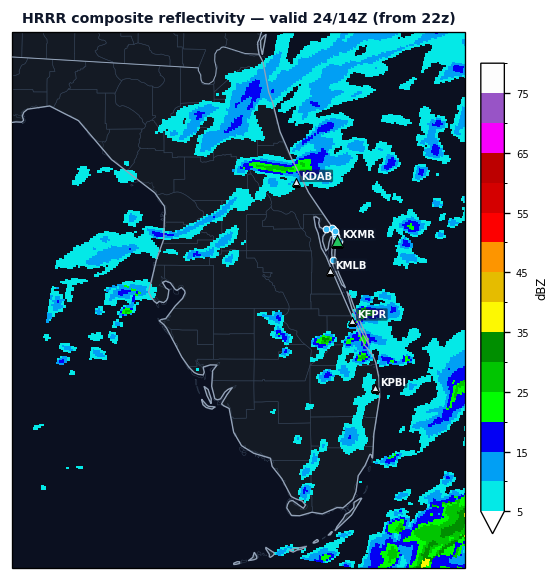 HRRR composite reflectivity — valid 24/14Z (from 22z)
KDAB
KXMR
KMLB
KFPR
KPBI
75
65
55
45
35
25
15
5
dBZ